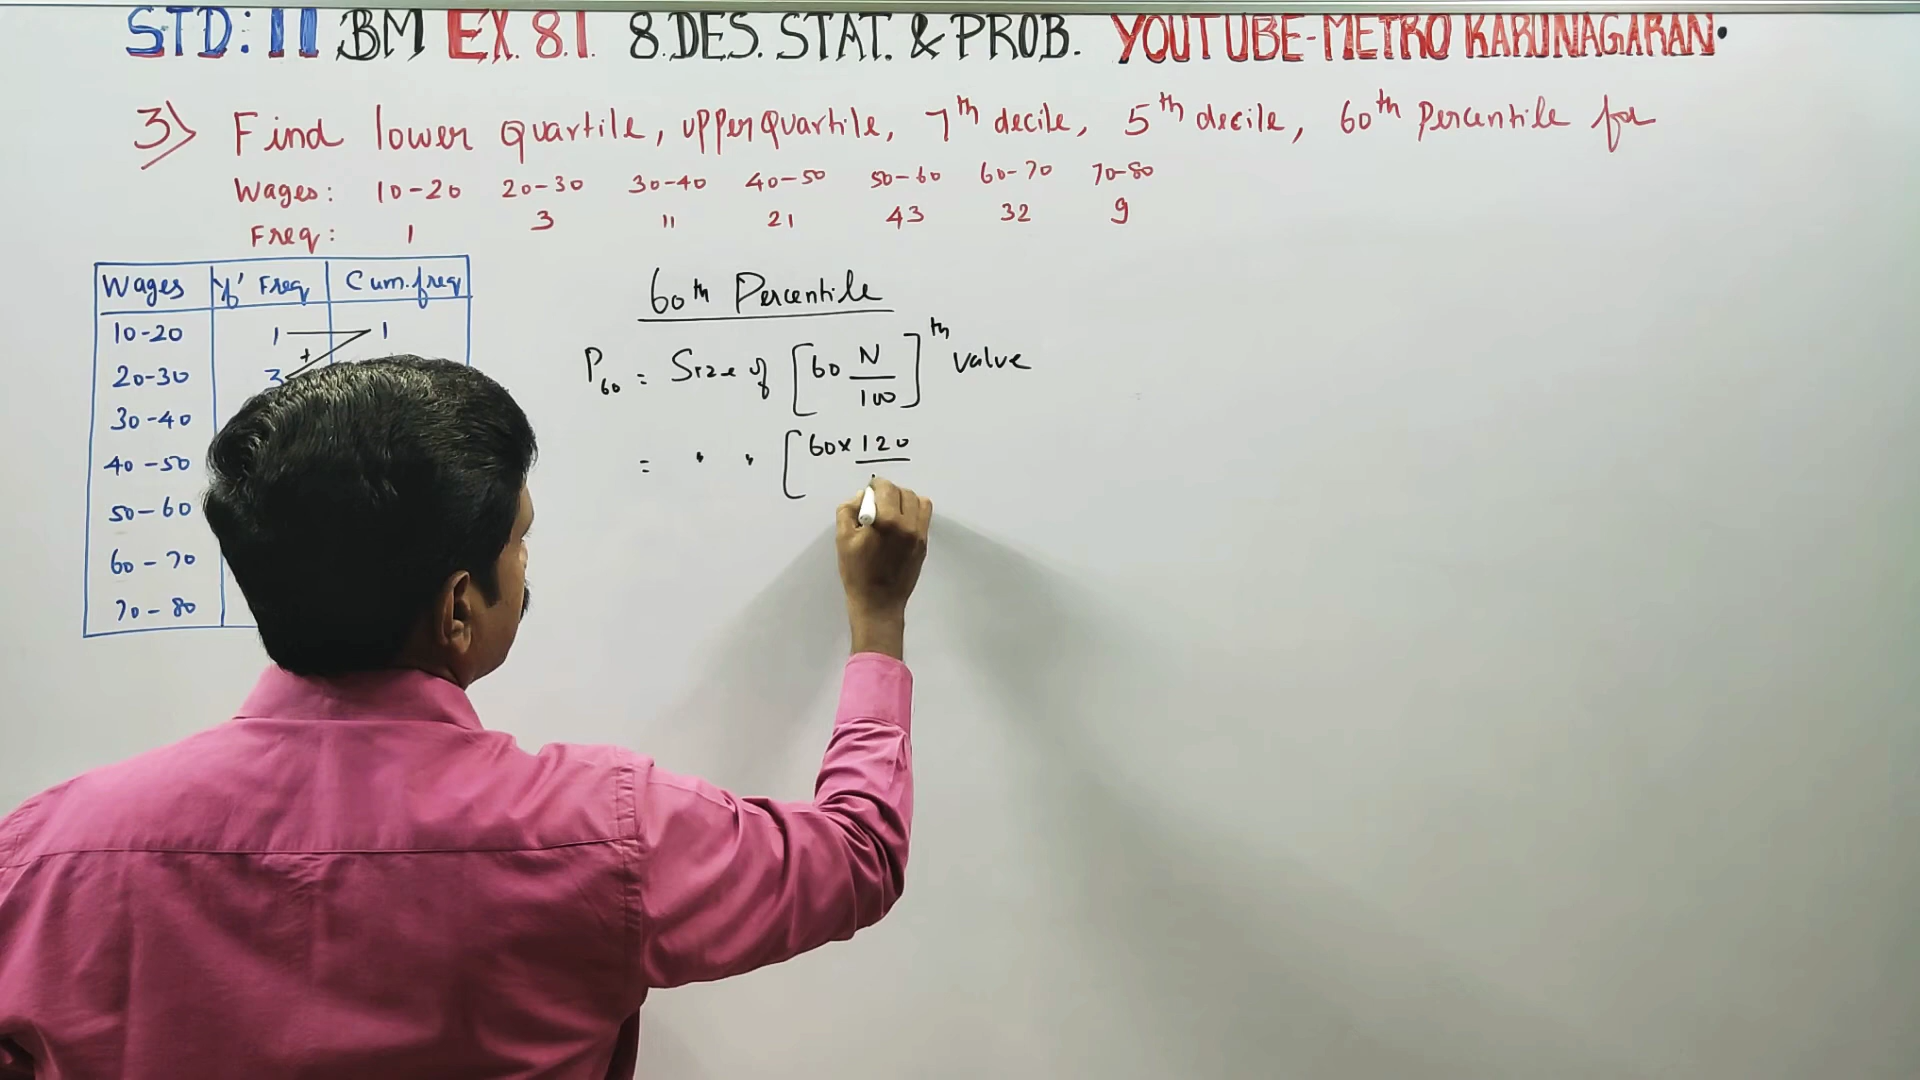 STD: 11 BM EX. 8.1. 8.DES. STAT. & PROB. YOUTUBE-METRO KARUNAGARAN.
3) Find lower quartile, upper quartile, 7th decile, 5th decile, 60th Percentile for
Wages: 10-20 20-30 30-40 40-50 50-60 60-70 70-80
Freq: 1 3 11 21 43 32 9
Wages 'f' Freq Cum.freq
10-20 1 1
20-30 + 3
30-40
40-50
50-60
60-70
70-80
60th Percentile
P60 = Size of [60 N/100]th value
= " " [60×120